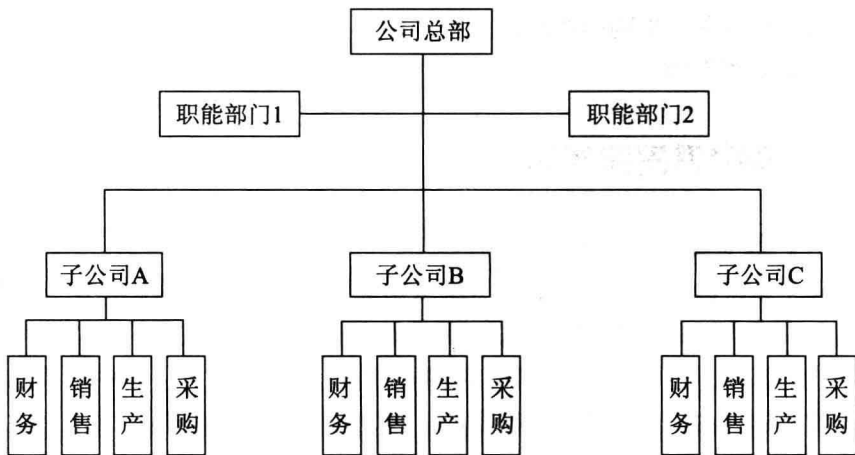 公司总部
职能部门1
职能部门2
子公司A
子公司B
子公司C
财务
销售
生产
采购
财务
销售
生产
采购
财务
销售
生产
采购